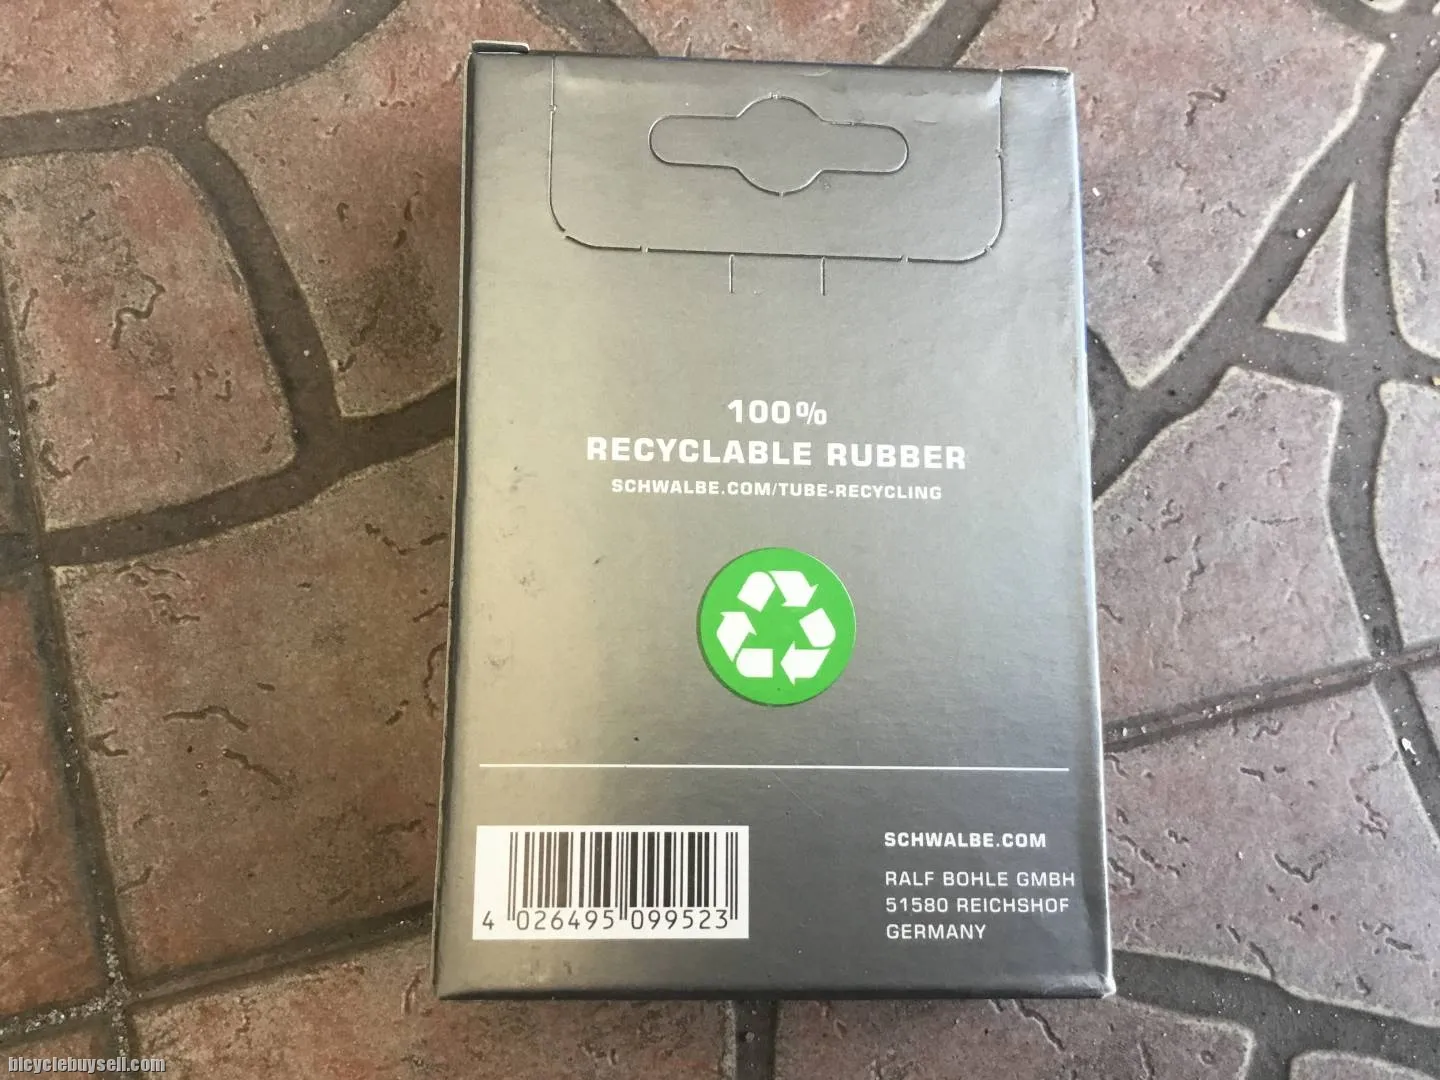 100%
RECYCLABLE RUBBER
SCHWALBE.COM/TUBE-RECYCLING
4 026495 099523
SCHWALBE.COM
RALF BOHLE GMBH
51580 REICHSHOF
GERMANY
bicyclebuysell.com